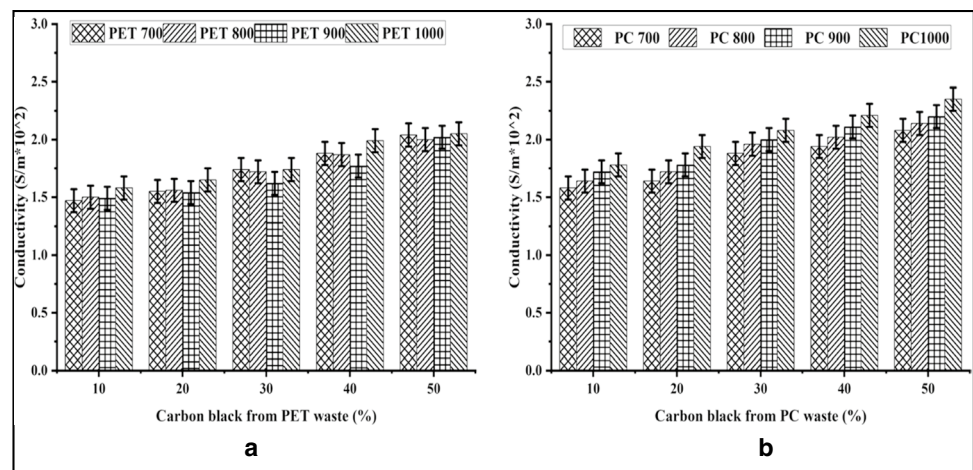 PET 700 PET 800 PET 900 PET 1000
3.0
2.5
2.0
1.5
1.0
0.5
0.0
Conductivity (S/m*10^2)
10 20 30 40 50
Carbon black from PET waste (%)
a
PC 700 PC 800 PC 900 PC1000
3.0
2.5
2.0
1.5
1.0
0.5
0.0
Conductivity (S/m*10^2)
10 20 30 40 50
Carbon black from PC waste (%)
b